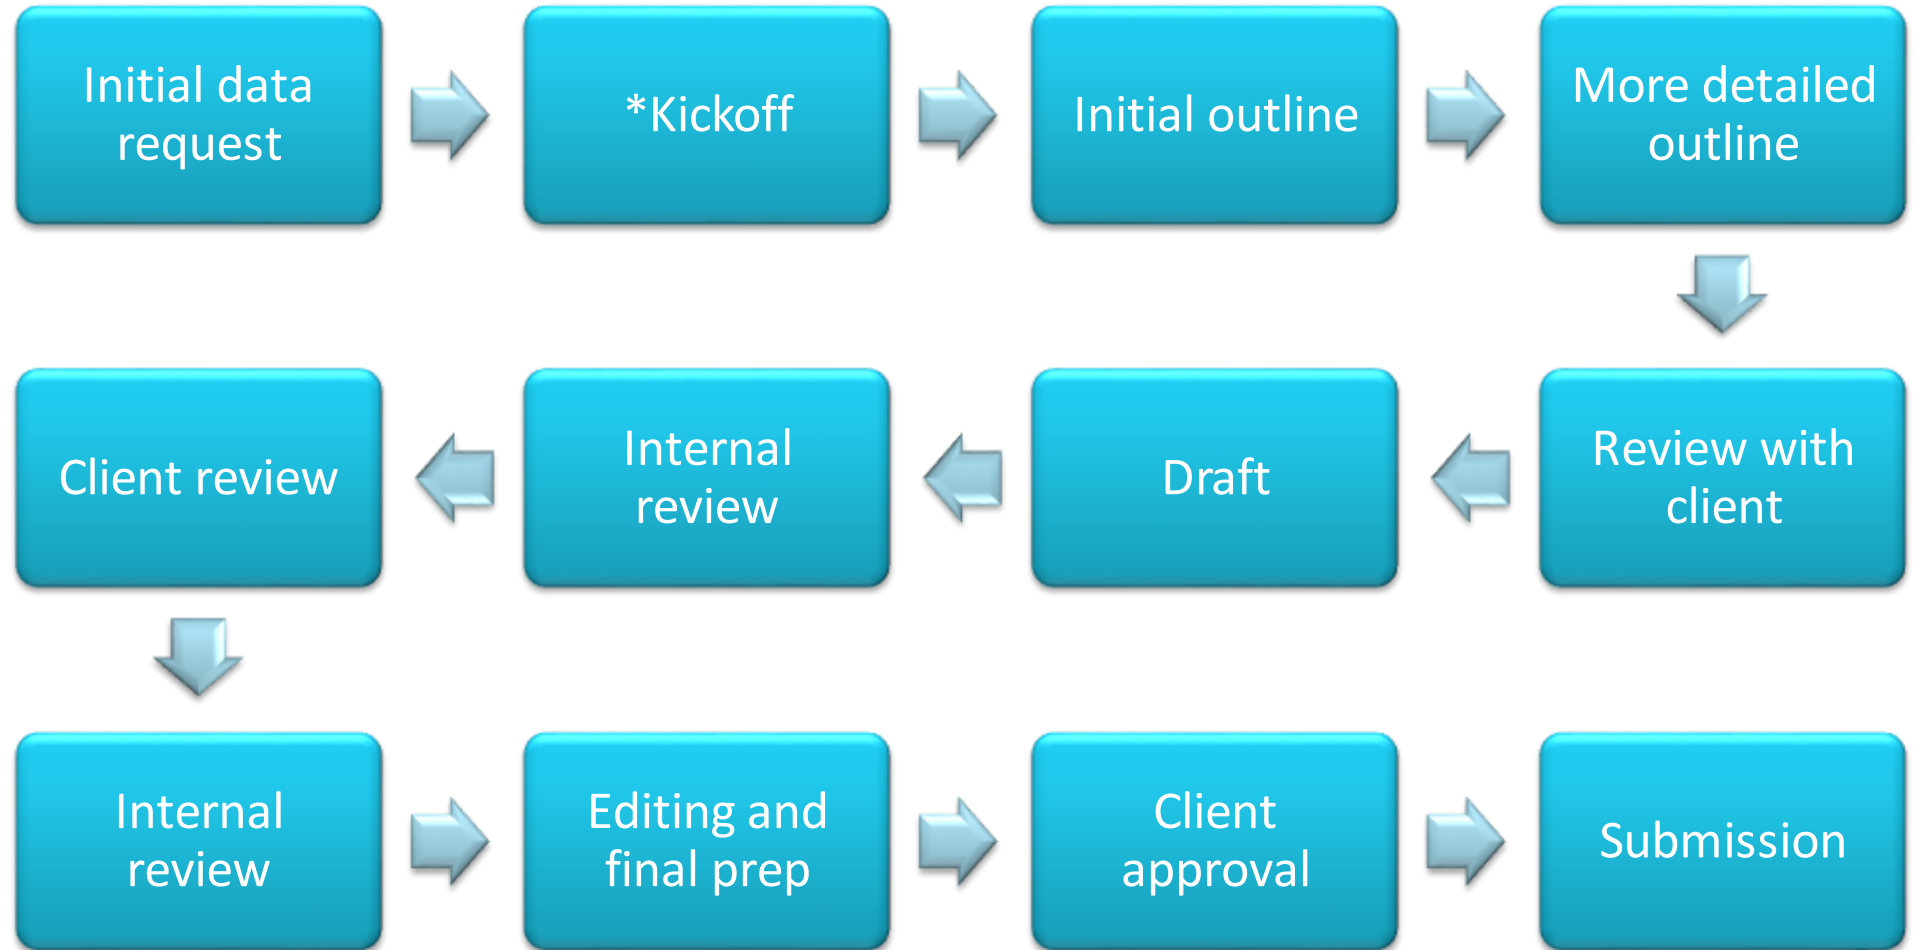 Initial data
request
*Kickoff
Initial outline
More detailed
outline
Review with
client
Draft
Internal
review
Client review
Internal
review
Editing and
final prep
Client
approval
Submission